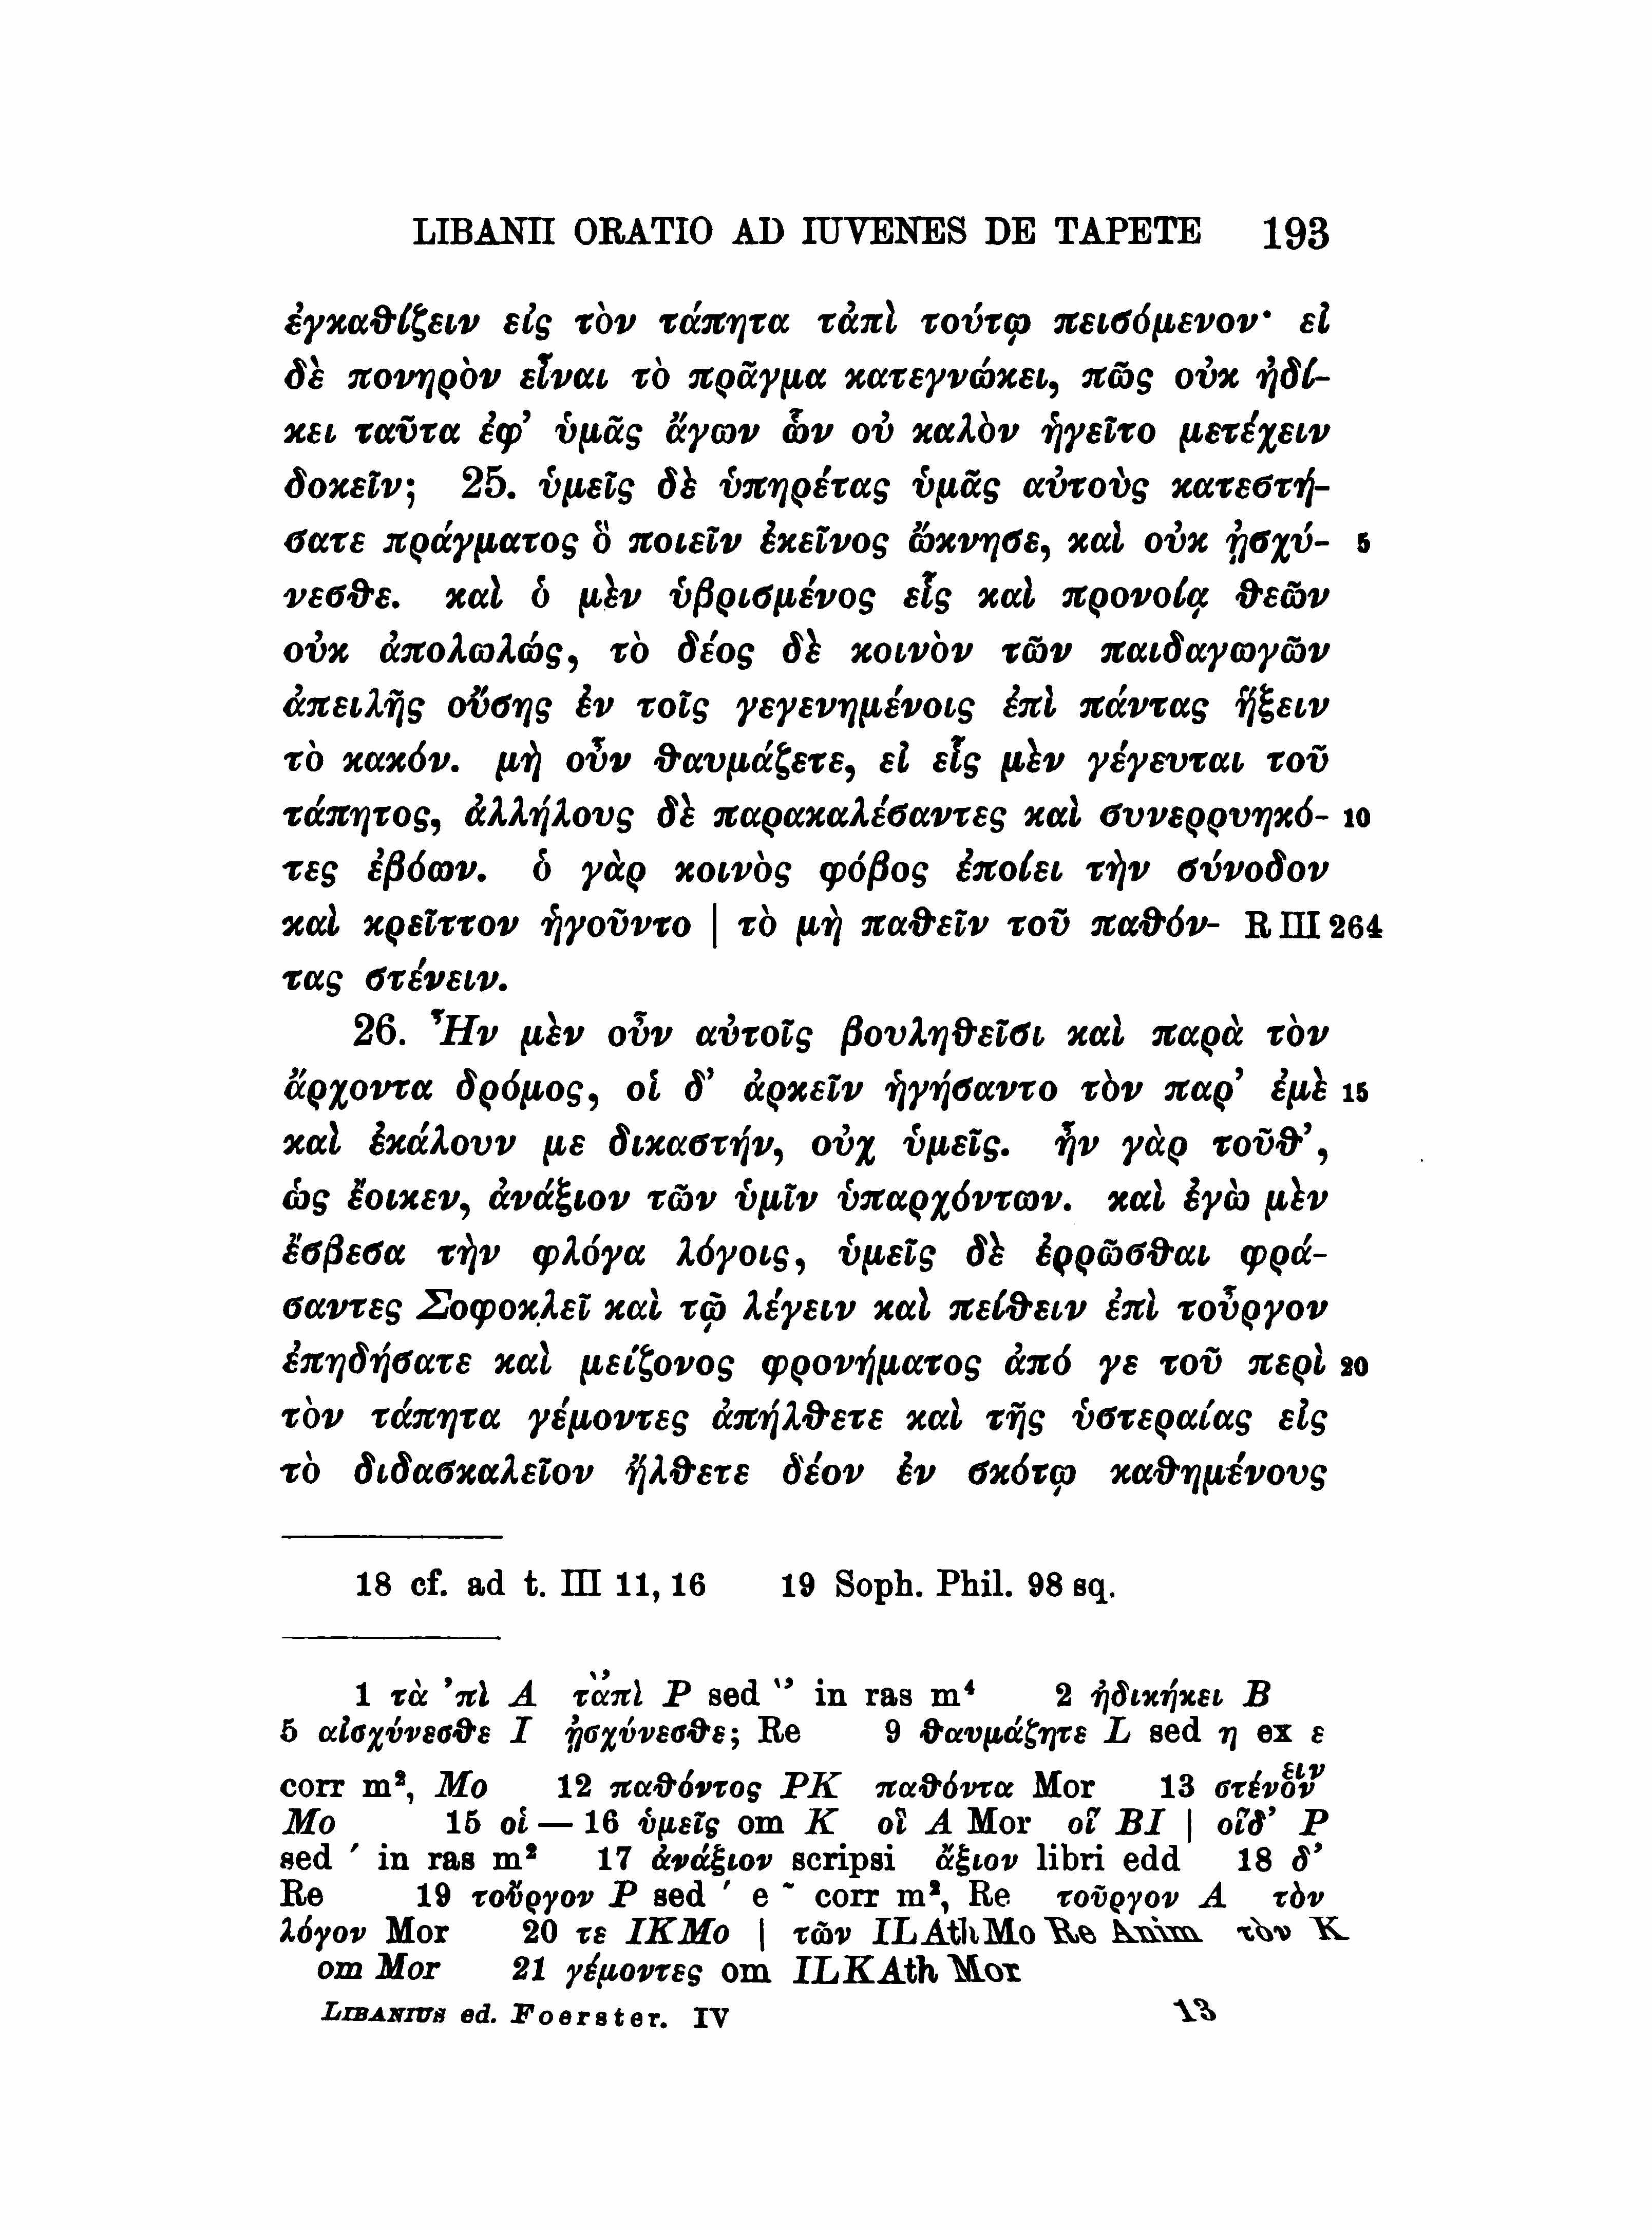 LIBANII ORATIO AD IUVENES DE TAPETE 193
ἐγκαθίζειν εἰς τὸν τάπητα τἀπὶ τούτῳ πεισόμενον· εἰ
δὲ πονηρὸν εἶναι τὸ πρᾶγμα κατεγνώκει, πῶς οὐκ ἠδί-
κει ταῦτα ἐφ’ ὑμᾶς ἄγων ὧν οὐ καλὸν ἡγεῖτο μετέχειν
δοκεῖν; 25. ὑμεῖς δὲ ὑπηρέτας ὑμᾶς αὐτοὺς κατεστή-
σατε πράγματος ὃ ποιεῖν ἐκεῖνος ὤκνησε, καὶ οὐκ ᾐσχύ- 5
νεσθε. καὶ ὁ μὲν ὑβρισμένος εἷς καὶ προνοίᾳ θεῶν
οὐκ ἀπολωλώς, τὸ δέος δὲ κοινὸν τῶν παιδαγωγῶν
ἀπειλῆς οὔσης ἐν τοῖς γεγενημένοις ἐπὶ πάντας ἥξειν
τὸ κακόν. μὴ οὖν θαυμάζετε, εἰ εἷς μὲν γέγευται τοῦ
τάπητος, ἀλλήλους δὲ παρακαλέσαντες καὶ συνερρυηκό- 10
τες ἐβόων. ὁ γὰρ κοινὸς φόβος ἐποίει τὴν σύνοδον
καὶ κρεῖττον ἡγοῦντο | τὸ μὴ παθεῖν τοῦ παθόν- R III 264
τας στένειν.
26. Ἦν μὲν οὖν αὐτοῖς βουληθεῖσι καὶ παρὰ τὸν
ἄρχοντα δρόμος, οἱ δ’ ἀρκεῖν ἡγήσαντο τὸν παρ’ ἐμὲ 15
καὶ ἐκάλουν με δικαστήν, οὐχ ὑμεῖς. ἦν γὰρ τοῦθ’,
ὡς ἔοικεν, ἀνάξιον τῶν ὑμῖν ὑπαρχόντων. καὶ ἐγὼ μὲν
ἔσβεσα τὴν φλόγα λόγοις, ὑμεῖς δὲ ἐρρῶσθαι φρά-
σαντες Σοφοκλεῖ καὶ τῷ λέγειν καὶ πείθειν ἐπὶ τοὖργον
ἐπηδήσατε καὶ μείζονος φρονήματος ἀπό γε τοῦ περὶ 20
τὸν τάπητα γέμοντες ἀπήλθετε καὶ τῆς ὑστεραίας εἰς
τὸ διδασκαλεῖον ἤλθετε δέον ἐν σκότῳ καθημένους
18 cf. ad t. III 11, 16 19 Soph. Phil. 98 sq.
1 τὰ ’πὶ A τἂπὶ P sed in ras m⁴ 2 ἠδικήκει B
5 αἰσχύνεσθε I ᾐσχύνεσθε; Re 9 θαυμάζητε L sed η ex ε
corr m², Mo 12 παθόντος PK παθόντα Mor 13 στένον ειν
Mo 15 οἱ — 16 ὑμεῖς om K οἳ A Mor οἵ BI | οἵδ’ P
sed ′ in ras m² 17 ἀνάξιον scripsi ἄξιον libri edd 18 δ’
Re 19 τοὔργον P sed ′ e ~ corr m², Re τοῦργον A τὸν
λόγον Mor 20 τε IKMo | τῶν ILAthMo Re Anim τὸν K
om Mor 21 γέμοντες om ILKAth Mor
LIBANIUS ed. Foerster. IV 13